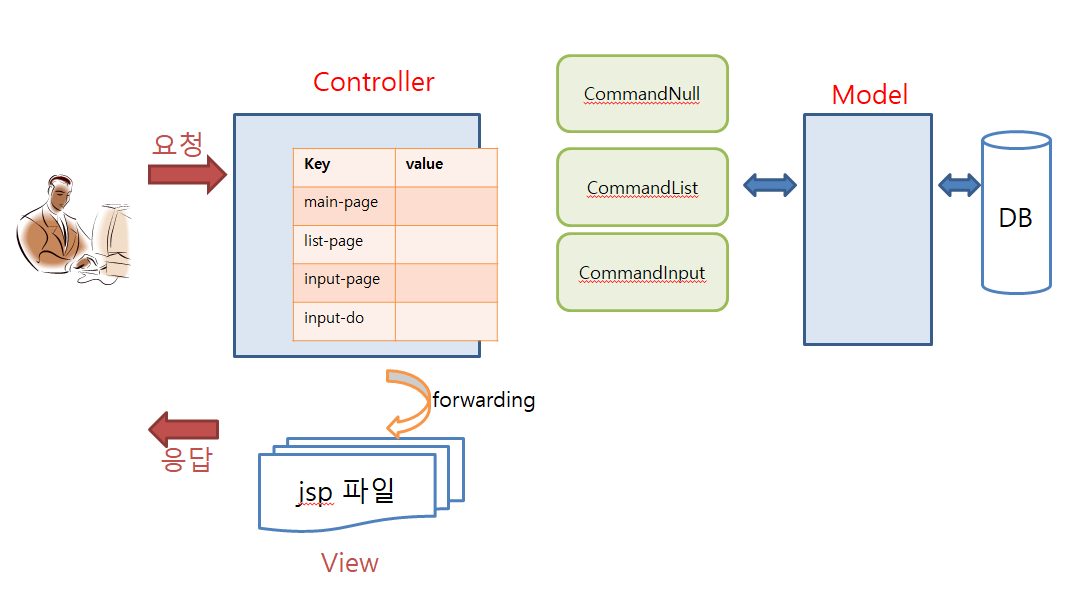 Controller
요청
Key value
main-page
list-page
input-page
input-do
CommandNull
CommandList
CommandInput
Model
DB
forwarding
응답
jsp 파일
View